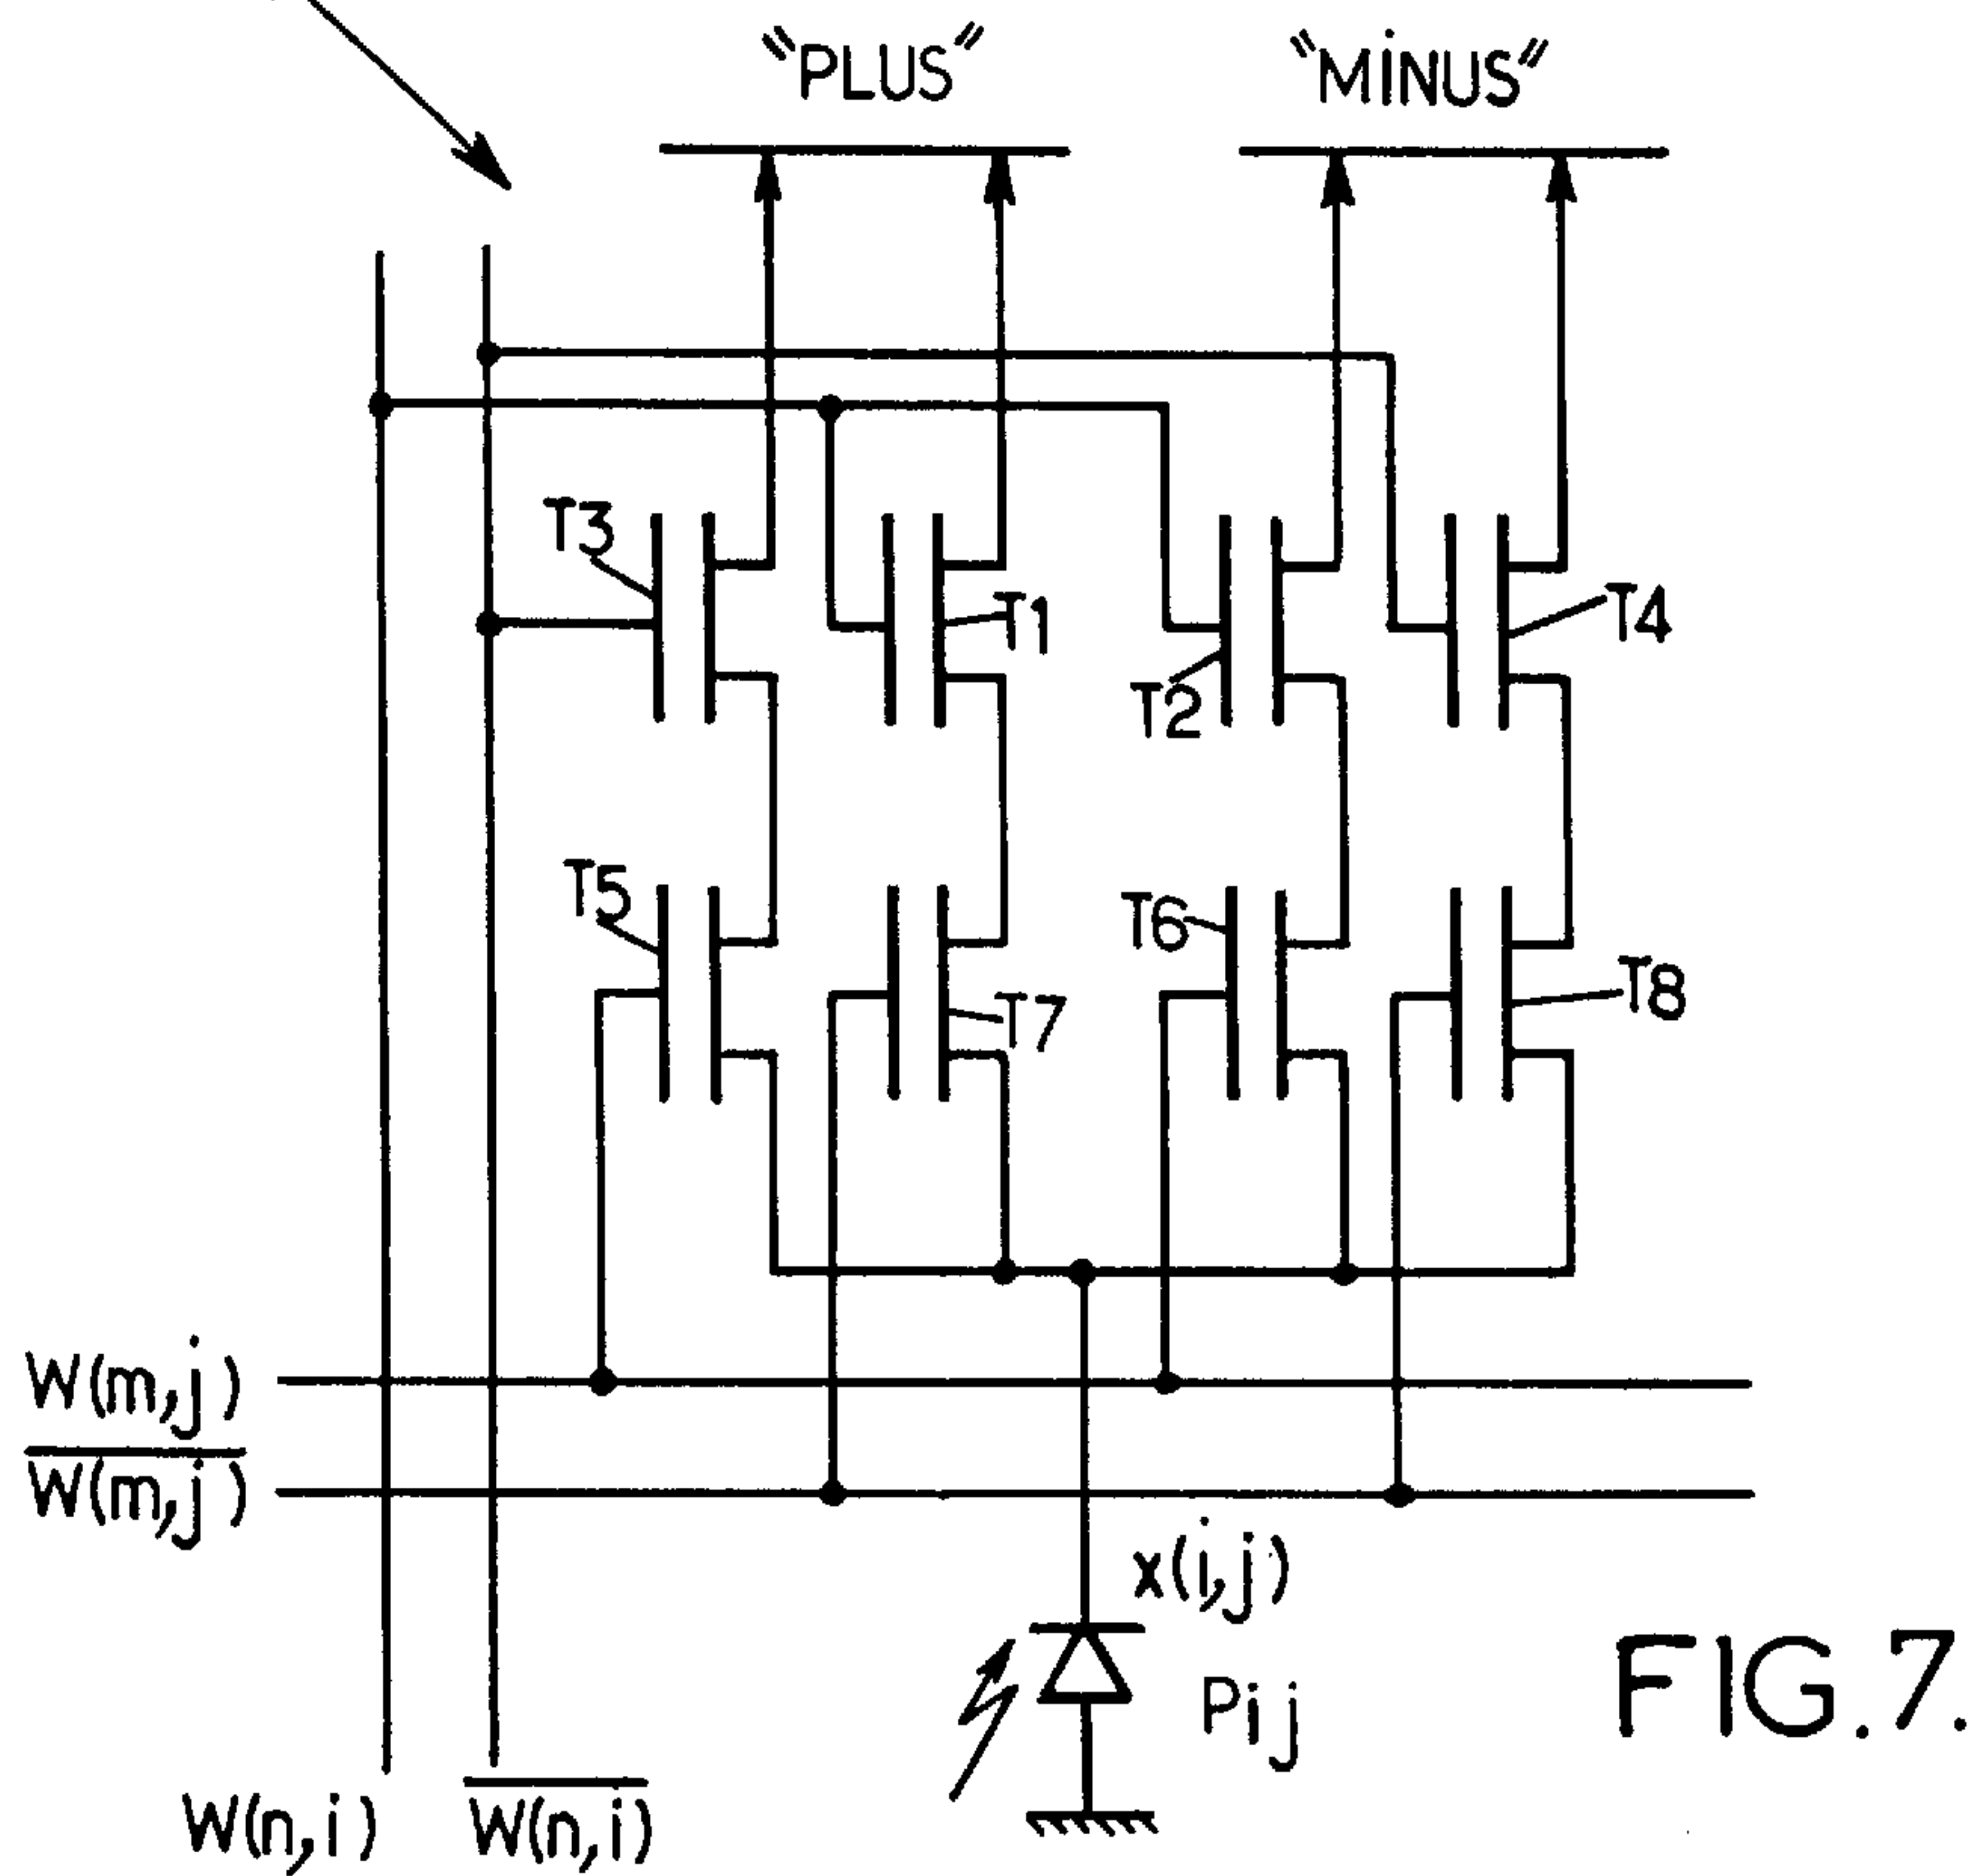 "PLUS" "MiNUS"
T3
T1
T4
T2
T5
T6
T7
T8
W(m,j)
W̅(̅m̅,̅j̅)̅
x(i,j)
Pij
FIG.7.
W(n,i) W̅(̅n̅,̅i̅)̅